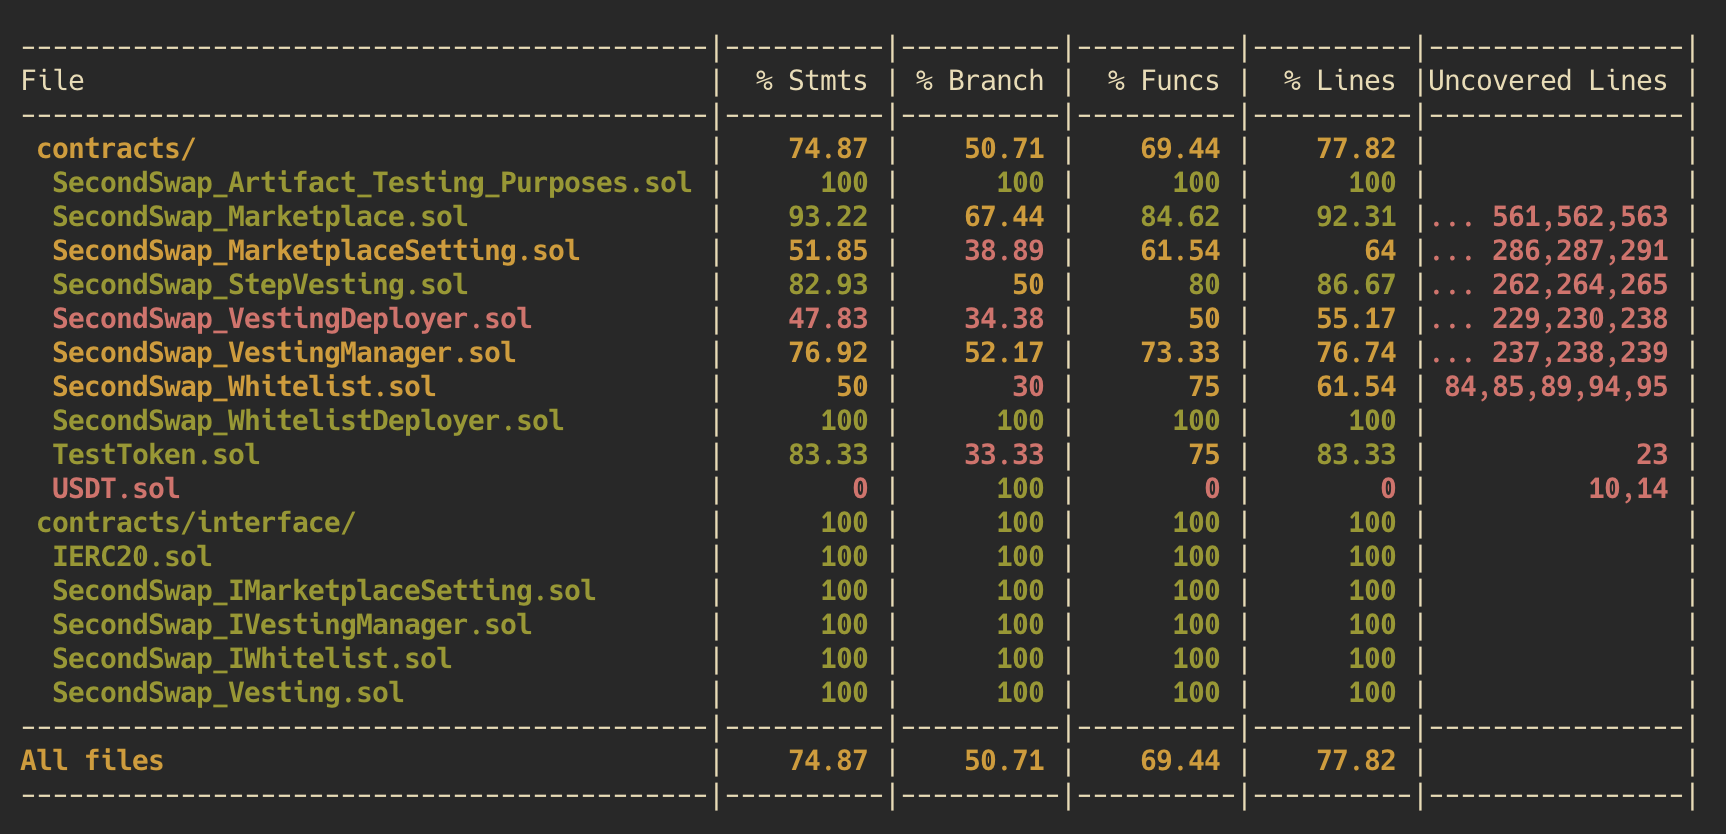 -------------------------------------------|----------|----------|----------|----------|----------------|
File                                       |  % Stmts | % Branch |  % Funcs |  % Lines |Uncovered Lines |
-------------------------------------------|----------|----------|----------|----------|----------------|
 contracts/                                |    74.87 |    50.71 |    69.44 |    77.82 |                |
  SecondSwap_Artifact_Testing_Purposes.sol |      100 |      100 |      100 |      100 |                |
  SecondSwap_Marketplace.sol               |    93.22 |    67.44 |    84.62 |    92.31 |... 561,562,563 |
  SecondSwap_MarketplaceSetting.sol        |    51.85 |    38.89 |    61.54 |       64 |... 286,287,291 |
  SecondSwap_StepVesting.sol               |    82.93 |       50 |       80 |    86.67 |... 262,264,265 |
  SecondSwap_VestingDeployer.sol           |    47.83 |    34.38 |       50 |    55.17 |... 229,230,238 |
  SecondSwap_VestingManager.sol            |    76.92 |    52.17 |    73.33 |    76.74 |... 237,238,239 |
  SecondSwap_Whitelist.sol                 |       50 |       30 |       75 |    61.54 | 84,85,89,94,95 |
  SecondSwap_WhitelistDeployer.sol         |      100 |      100 |      100 |      100 |                |
  TestToken.sol                            |    83.33 |    33.33 |       75 |    83.33 |             23 |
  USDT.sol                                 |        0 |      100 |        0 |        0 |          10,14 |
 contracts/interface/                      |      100 |      100 |      100 |      100 |                |
  IERC20.sol                               |      100 |      100 |      100 |      100 |                |
  SecondSwap_IMarketplaceSetting.sol       |      100 |      100 |      100 |      100 |                |
  SecondSwap_IVestingManager.sol           |      100 |      100 |      100 |      100 |                |
  SecondSwap_IWhitelist.sol                |      100 |      100 |      100 |      100 |                |
  SecondSwap_Vesting.sol                   |      100 |      100 |      100 |      100 |                |
-------------------------------------------|----------|----------|----------|----------|----------------|
All files                                  |    74.87 |    50.71 |    69.44 |    77.82 |                |
-------------------------------------------|----------|----------|----------|----------|----------------|